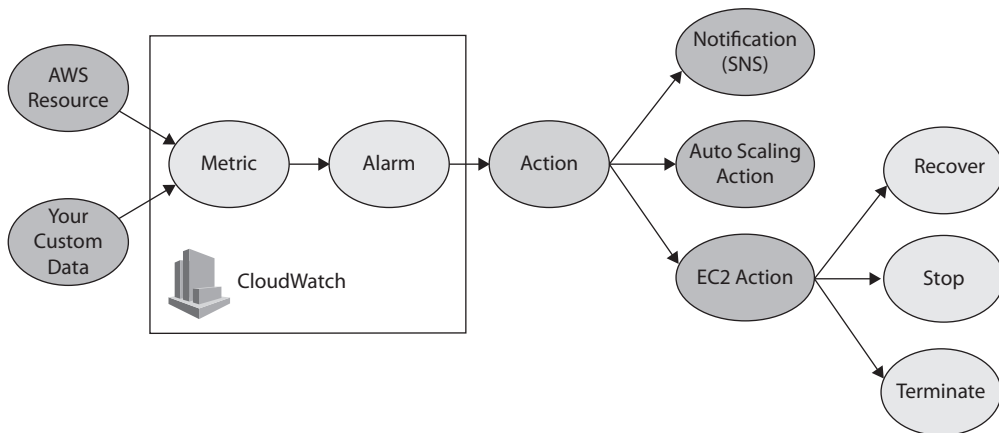 AWS
Resource
Your
Custom
Data
Metric
Alarm
CloudWatch
Action
Notification
(SNS)
Auto Scaling
Action
EC2 Action
Recover
Stop
Terminate